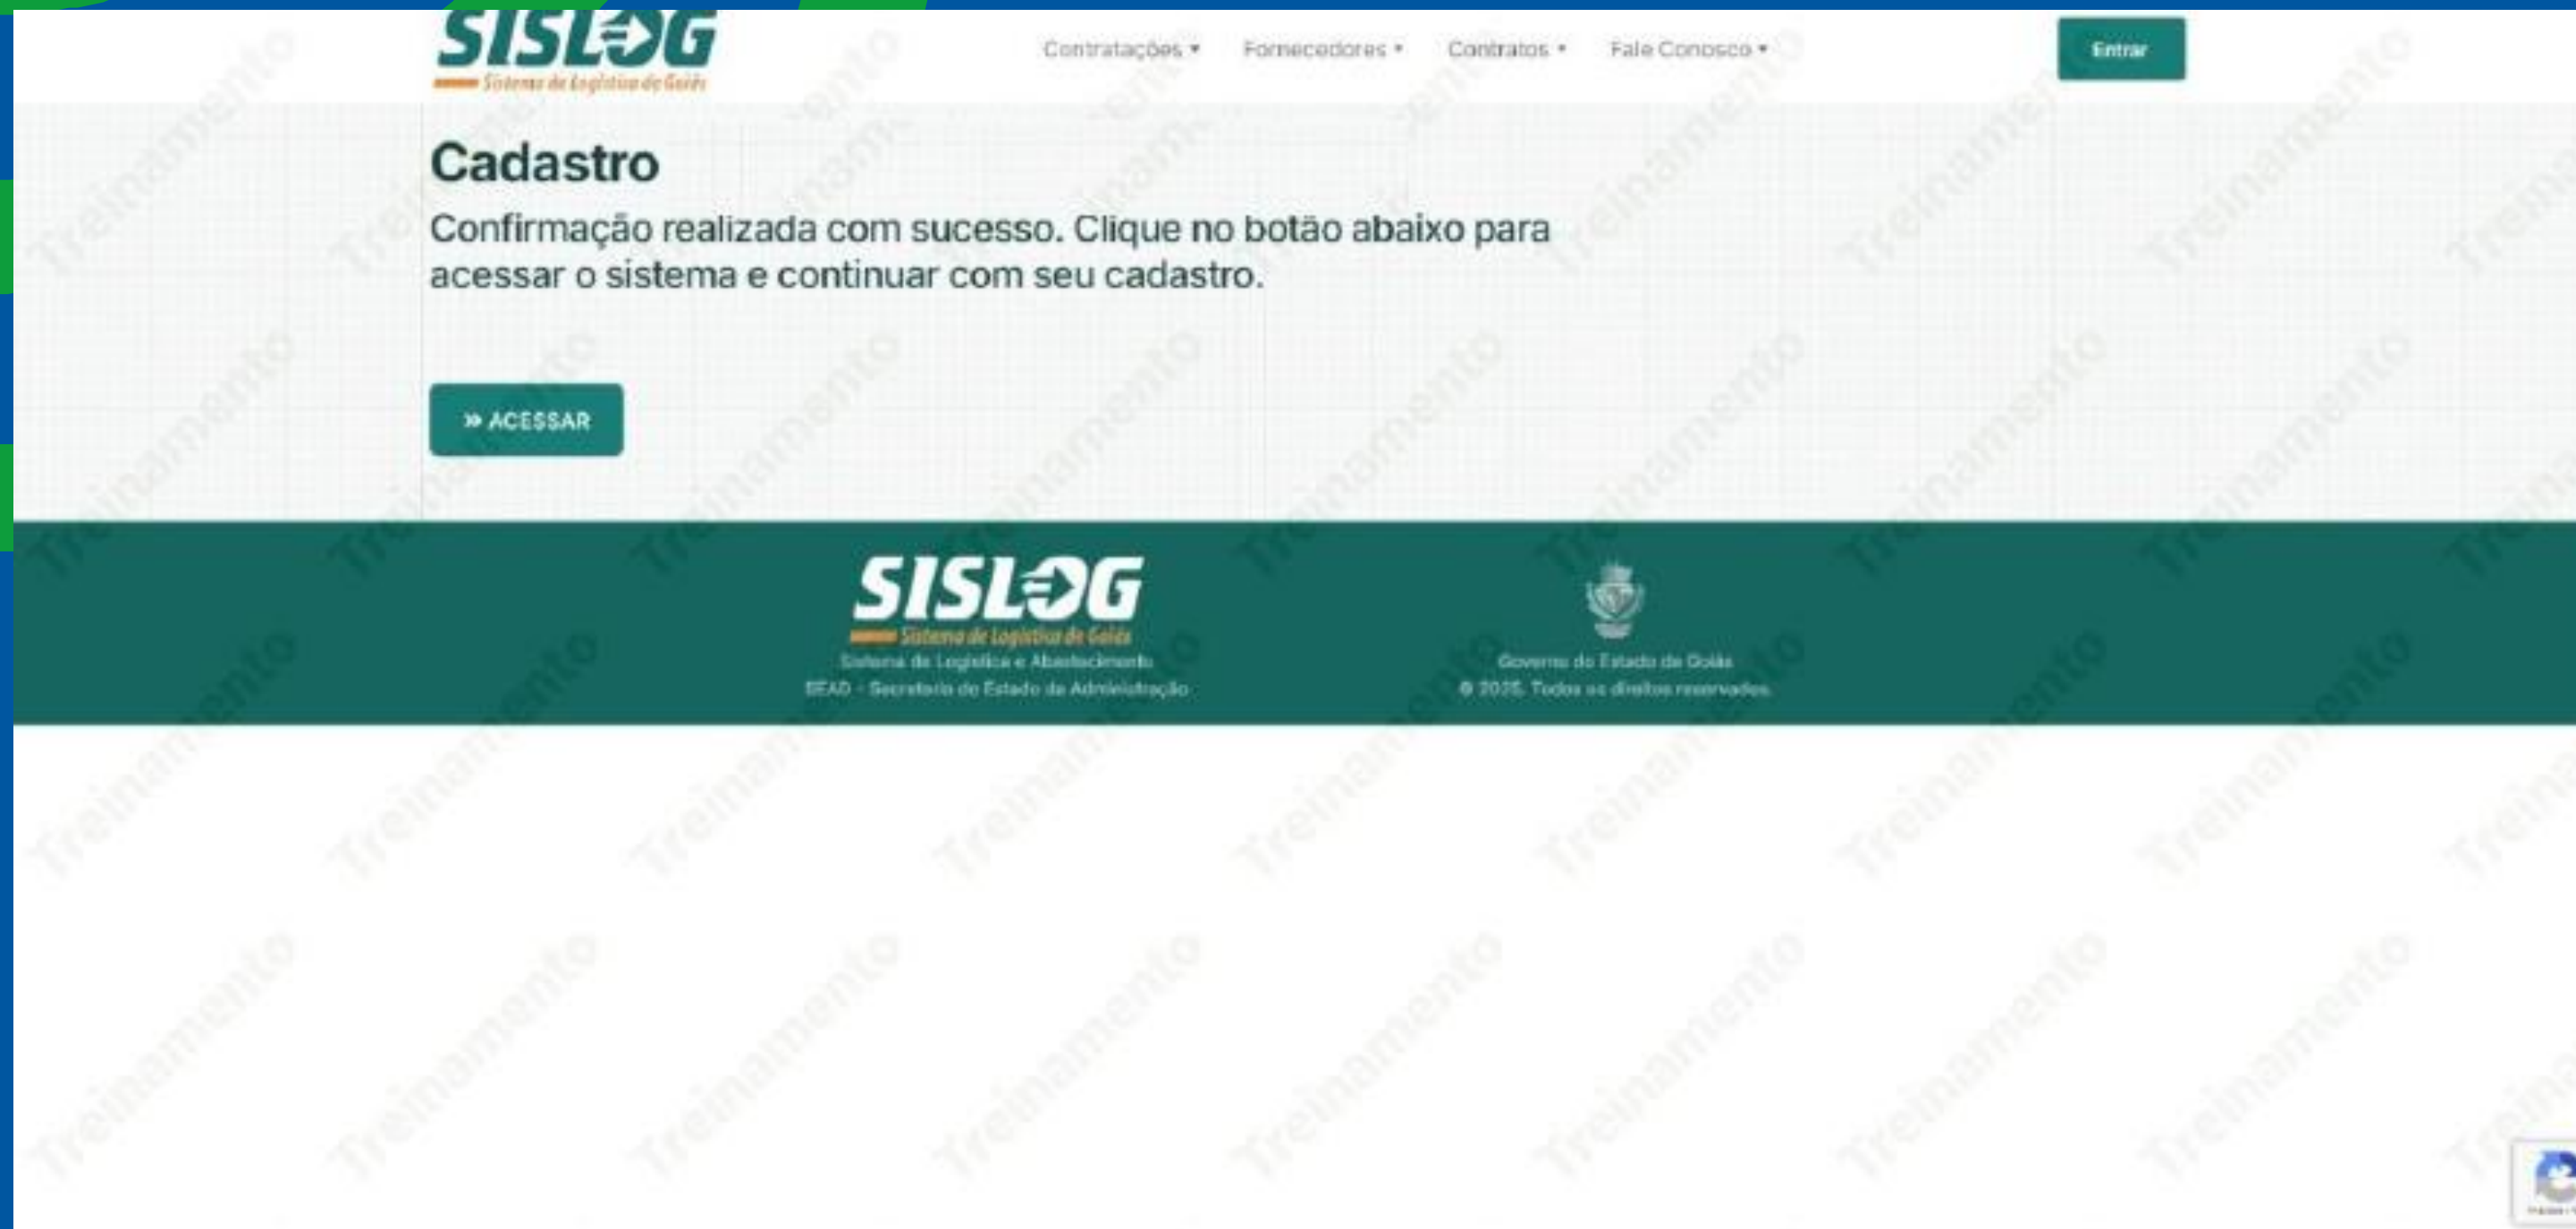 SISLOG
Sistema de Logística de Goiás
Contratações
Fornecedores
Contratos
Fale Conosco
Entrar
Cadastro
Confirmação realizada com sucesso. Clique no botão abaixo para
acessar o sistema e continuar com seu cadastro.
» ACESSAR
SISLOG
Sistema de Logística de Goiás
Sistema de Logística e Abastecimento
SEAD - Secretaria de Estado da Administração
Governo do Estado de Goiás
© 2025. Todos os direitos reservados.
Treinamento